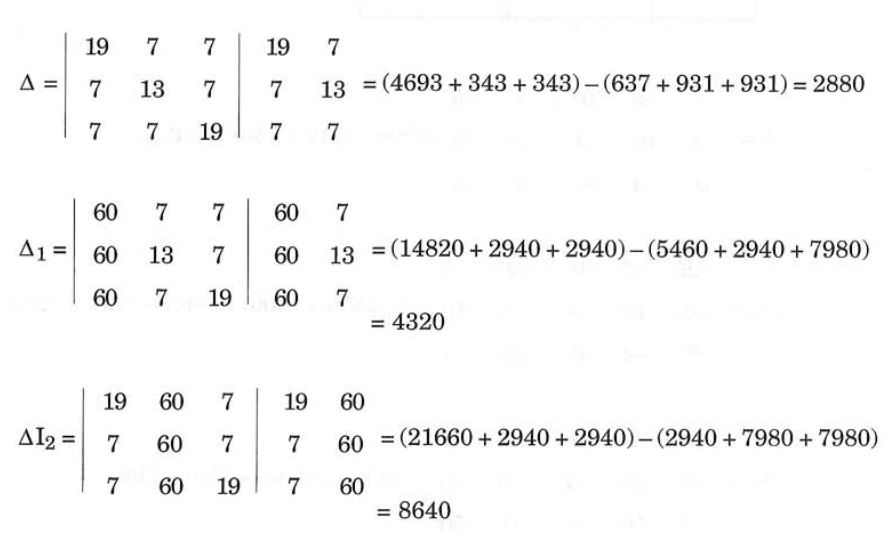 19 7 7 19 7
Δ = 7 13 7 7 13 = (4693 + 343 + 343) – (637 + 931 + 931) = 2880
7 7 19 7 7
60 7 7 60 7
Δ1 = 60 13 7 60 13 = (14820 + 2940 + 2940) – (5460 + 2940 + 7980)
60 7 19 60 7
= 4320
19 60 7 19 60
ΔI2 = 7 60 7 7 60 = (21660 + 2940 + 2940) – (2940 + 7980 + 7980)
7 60 19 7 60
= 8640